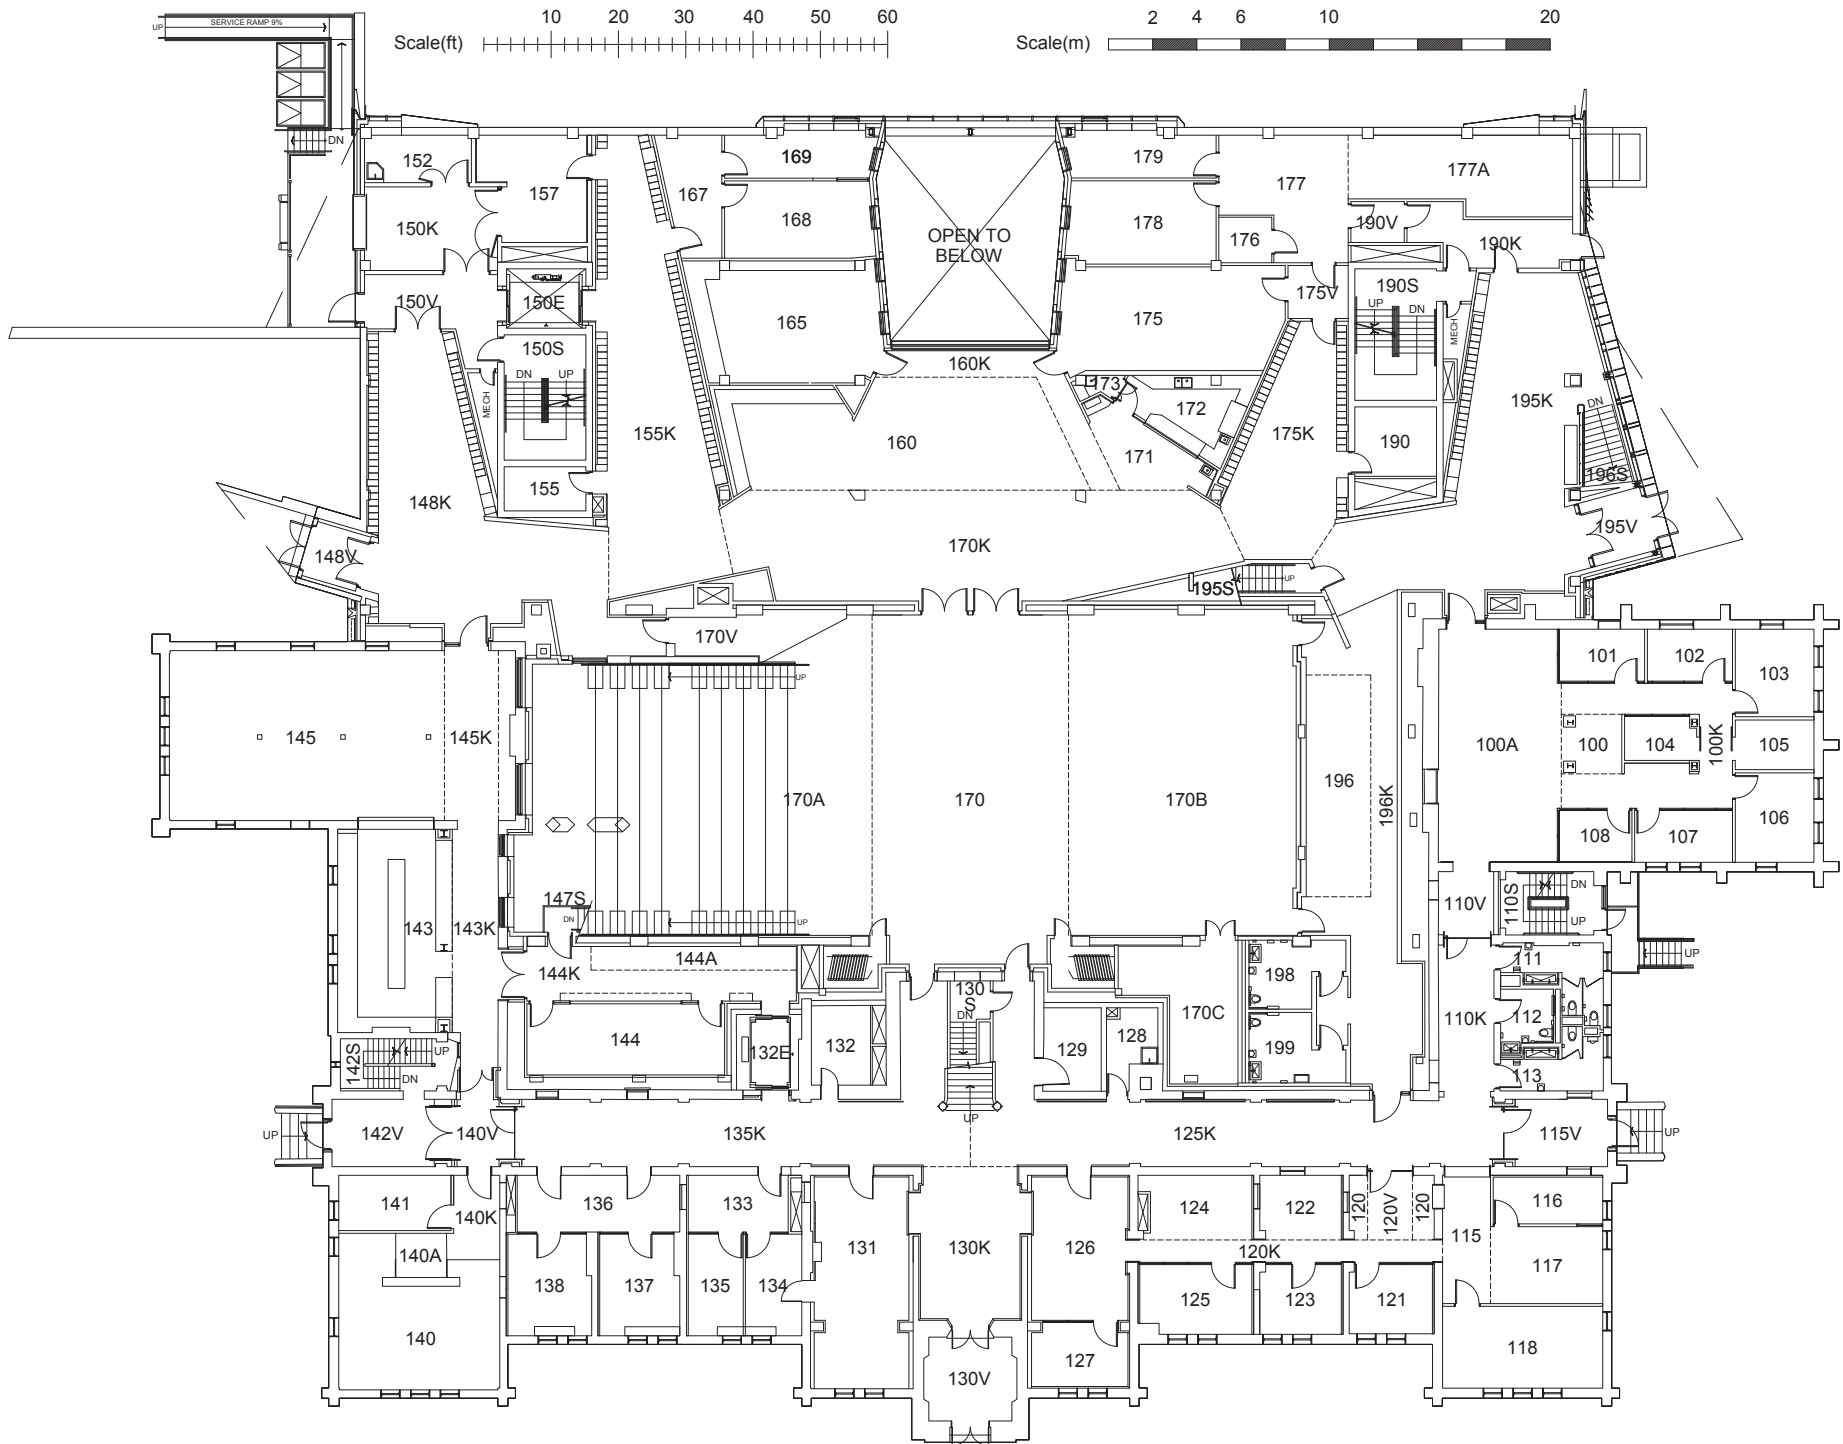 10 20 30 40 50 60 2 4 6 10 20
UP SERVICE RAMP 9%
Scale(ft) Scale(m)
DN
152 169 179
157 167 177 177A
168 178
150K OPEN TO 176 190V
BELOW 190K
150V 150E 175V 190S
165 175 UP DN
150S 160K MECH
DN UP 173
MECH 172 195K DN
155K 160 175K 190
171
155 196S
148K
195V
148V 170K
195S UP
170V
101 102 103
UP
145 145K 100A 100 104 100K 105
196
170A 170 170B 196K
106
108 107
147S
DN
UP
110V 110S DN
UP
143 143K
144K 144A 198 111 UP
130
S
DN
170C 110K 112
144 132E 132 129 128 199
142S UP
DN 113
UP
UP 142V 140V 135K 125K 115V UP
141 136 133 124 122 120 120V 120 116
140K 131 130K 126 115
140A 120K 117
138 137 135 134 125 123 121
140 118
127
130V